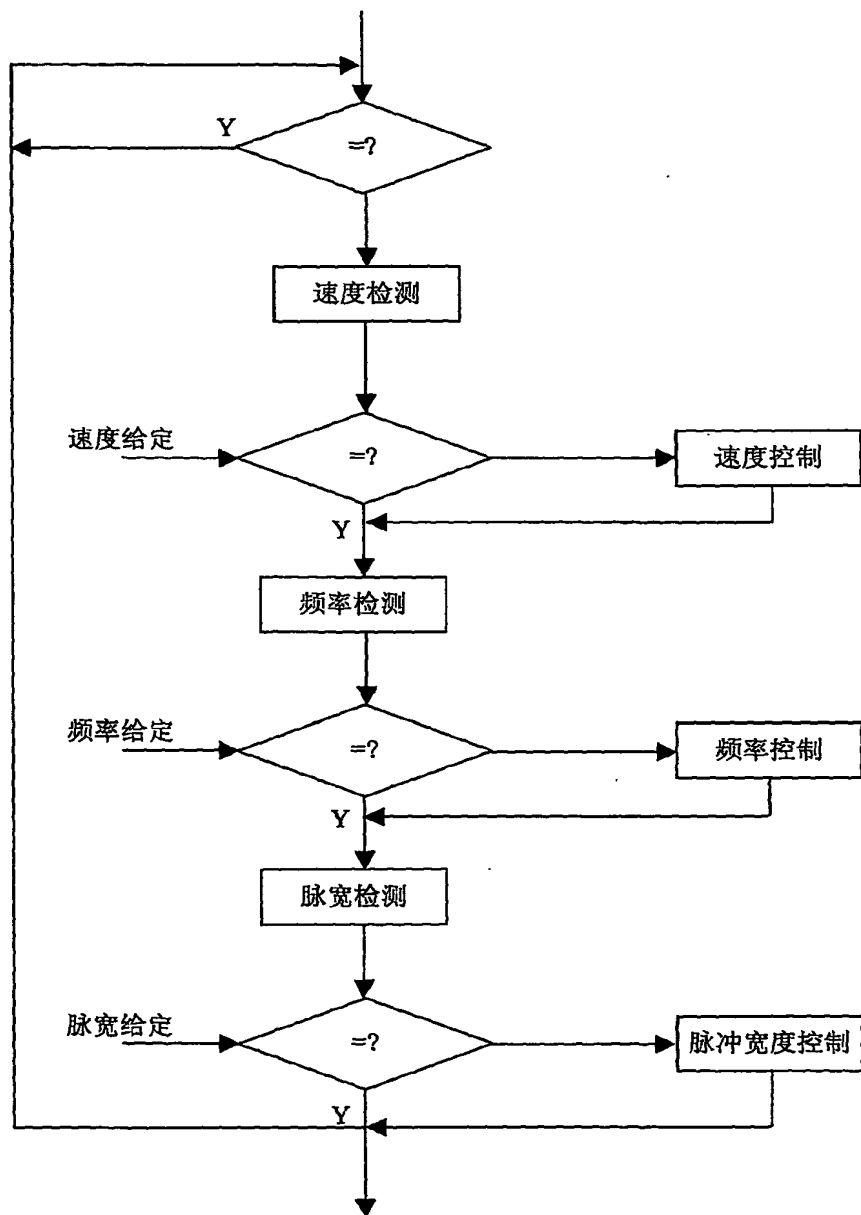 Y
=?
速度检测
速度给定
=?
速度控制
Y
频率检测
频率给定
=?
频率控制
Y
脉宽检测
脉宽给定
=?
脉冲宽度控制
Y